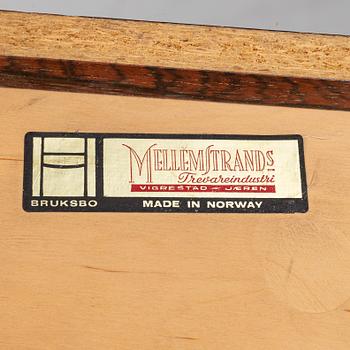 MELLEMSTRANDS
Trevareindustri
VIGRESTAD - JÆREN
BRUKSBO MADE IN NORWAY